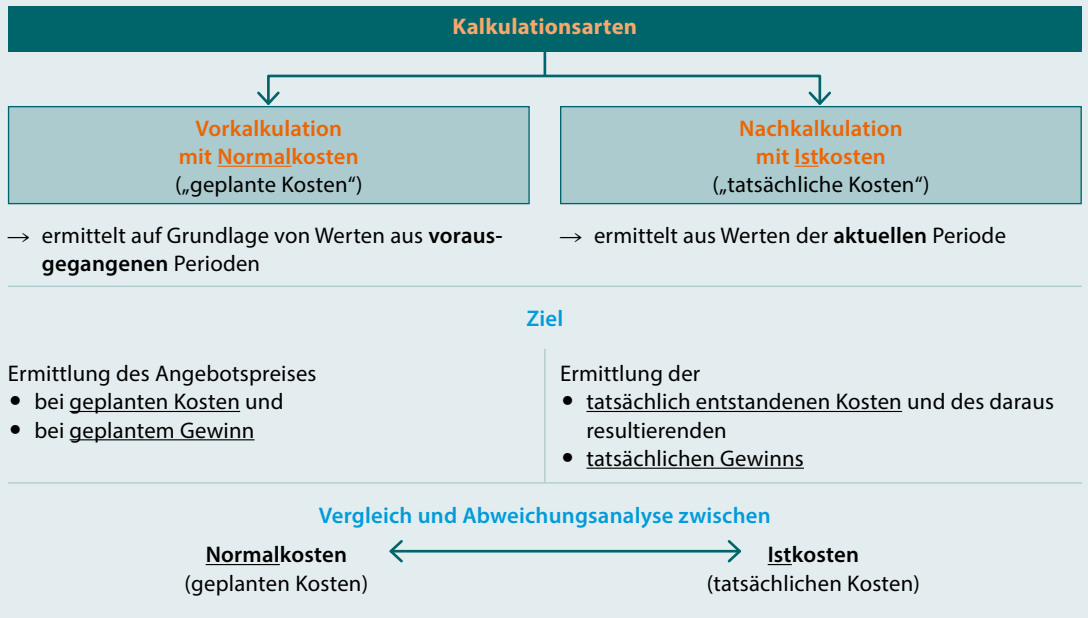 Kalkulationsarten
Vorkalkulation
mit Normalkosten
(„geplante Kosten“)
Nachkalkulation
mit Istkosten
(„tatsächliche Kosten“)
→ ermittelt auf Grundlage von Werten aus voraus-
gegangenen Perioden
→ ermittelt aus Werten der aktuellen Periode
Ziel
Ermittlung des Angebotspreises
• bei geplanten Kosten und
• bei geplantem Gewinn
Ermittlung der
• tatsächlich entstandenen Kosten und des daraus
resultierenden
• tatsächlichen Gewinns
Vergleich und Abweichungsanalyse zwischen
Normalkosten
(geplanten Kosten)
Istkosten
(tatsächlichen Kosten)